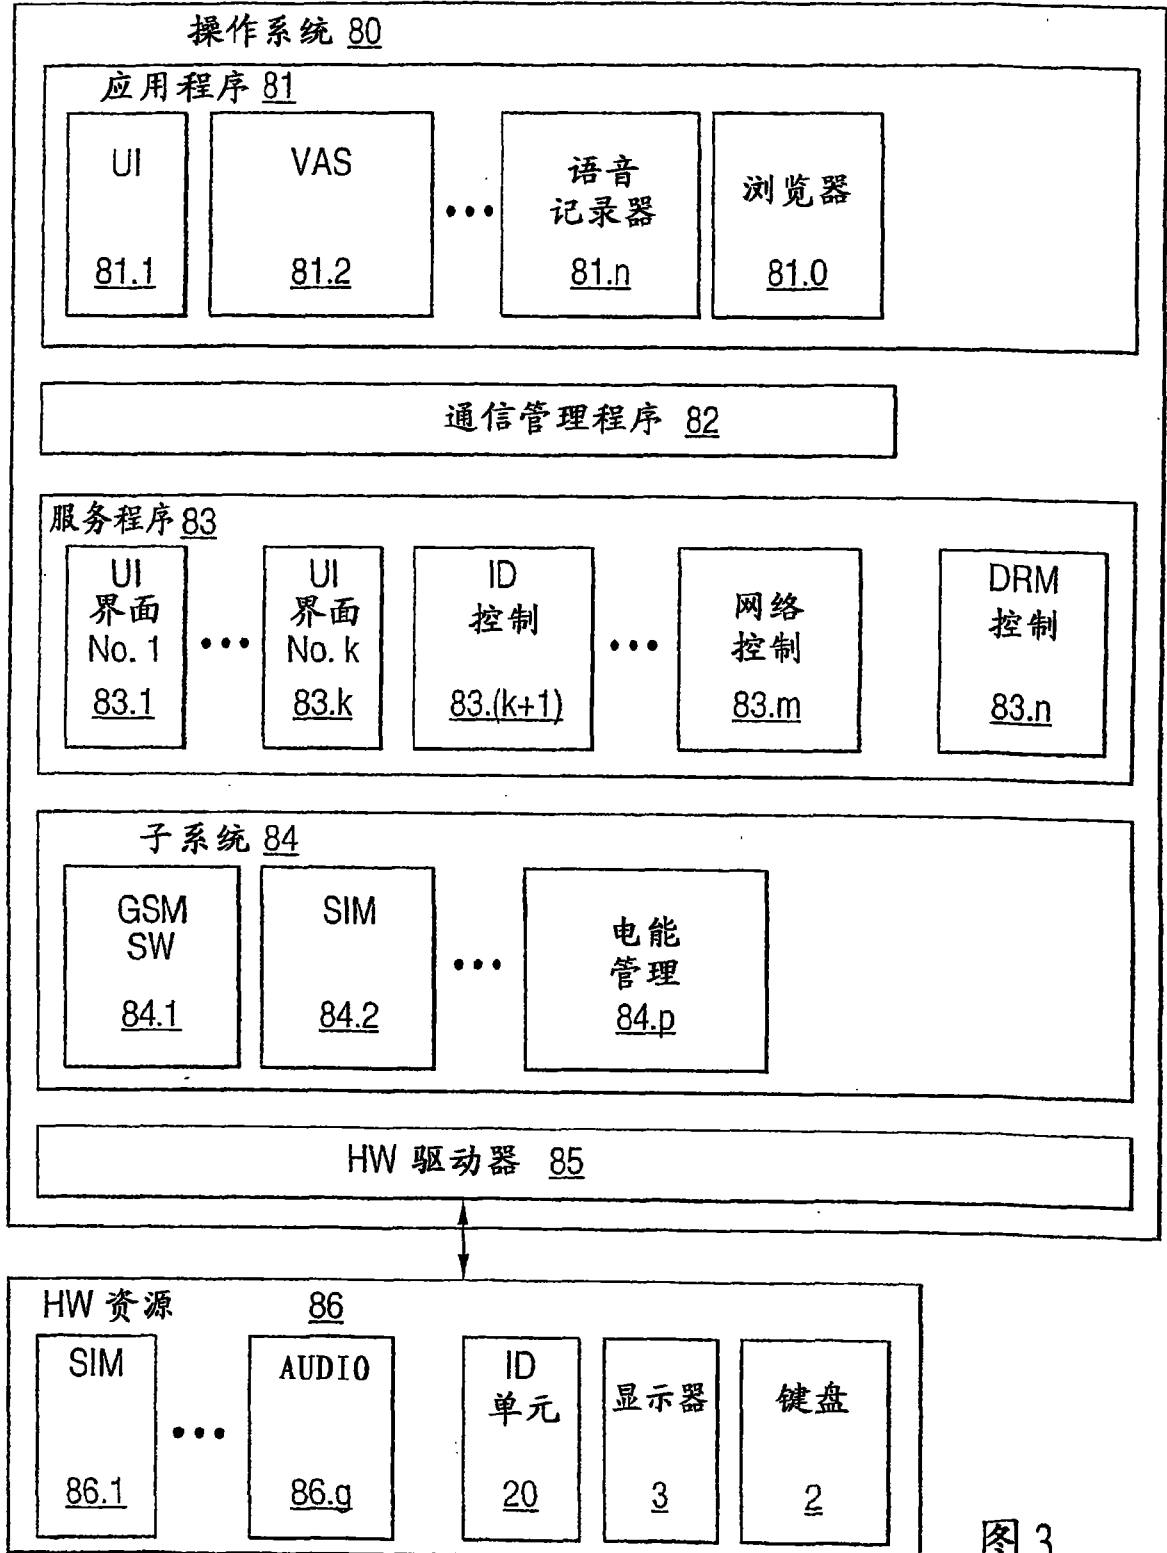 操作系统 80
应用程序 81
UI
81.1
VAS
81.2
语音
记录器
81.n
浏览器
81.0
通信管理程序 82
服务程序 83
UI
界面
No. 1
83.1
UI
界面
No. k
83.k
ID
控制
83.(k+1)
网络
控制
83.m
DRM
控制
83.n
子系统 84
GSM
SW
84.1
SIM
84.2
电能
管理
84.p
HW 驱动器 85
HW 资源 86
SIM
86.1
AUDIO
86.g
ID
单元
20
显示器
3
键盘
2
图 3